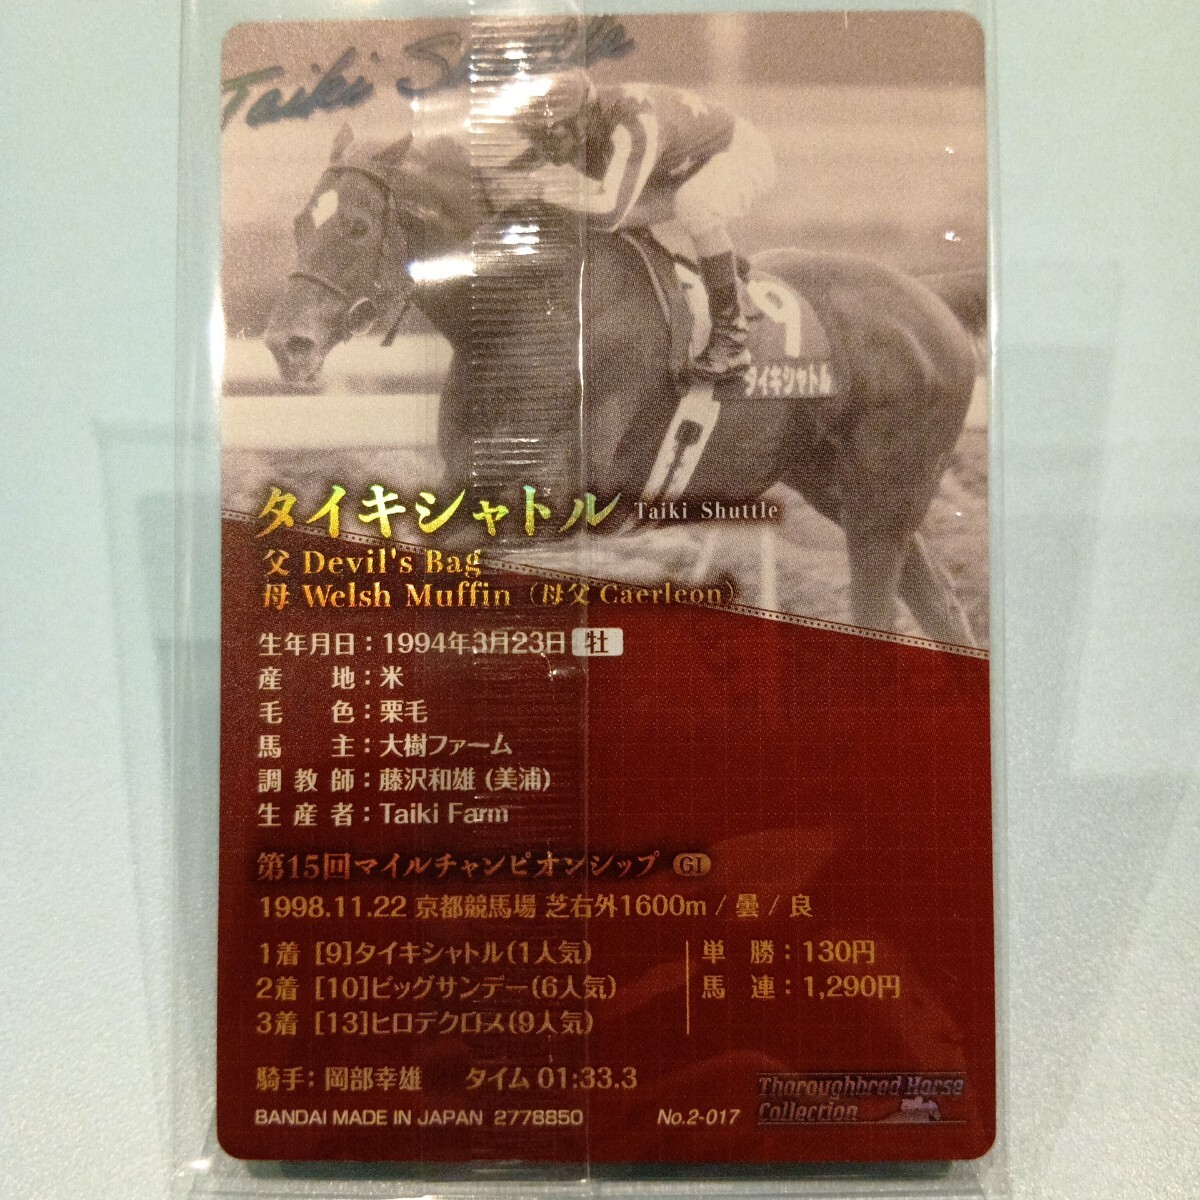 Taiki Shuttle
9
タイキシャトル
タイキシャトル Taiki Shuttle
父 Devil's Bag
母 Welsh Muffin（母父 Caerleon）
生年月日：1994年3月23日 牡
産地：米
毛色：栗毛
馬主：大樹ファーム
調教師：藤沢和雄 (美浦)
生産者：Taiki Farm
第15回マイルチャンピオンシップ GI
1998.11.22 京都競馬場 芝右外1600m / 曇 / 良
1着 [9]タイキシャトル(1人気) 単勝：130円
2着 [10]ビッグサンデー(6人気) 馬連：1,290円
3着 [13]ヒロデクロス(9人気)
騎手：岡部幸雄 タイム 01:33.3
BANDAI MADE IN JAPAN 2778850 No.2-017
Thoroughbred Horse
Collection